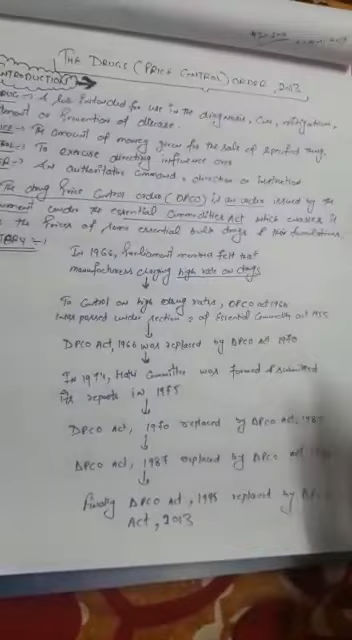 THE DRUGS (PRICE CONTROL) ORDER, 2013
INTRODUCTION
DRUG → A sub intended for use in the diagnosis, cure, mitigation,
treatment or Prevention of disease.
The amount of money given for the sale of specified thing.
To exercise directing influence over
An authoritative command, direction or instruction
The drug Price Control order (DPCO) is an order issued by the
under the essential Commodities Act which
the Prices of some essential bulk drugs & their formulations.
In 1966, Parliament members felt that
manufacturers charging high rate on drugs
To Control on high drug rates, DPCO act 1966
was passed under section 3 of Essential Commodity act 1955
DPCO Act, 1966 was replaced by DPCO Act 1970
In 1974, Hathi Committee was formed & submitted
its reports in 1975
DPCO Act, 1970 replaced by DPCO Act, 1987
DPCO Act, 1987 replaced by DPCO Act
Finally DPCO Act, 1995 replaced by
Act, 2013